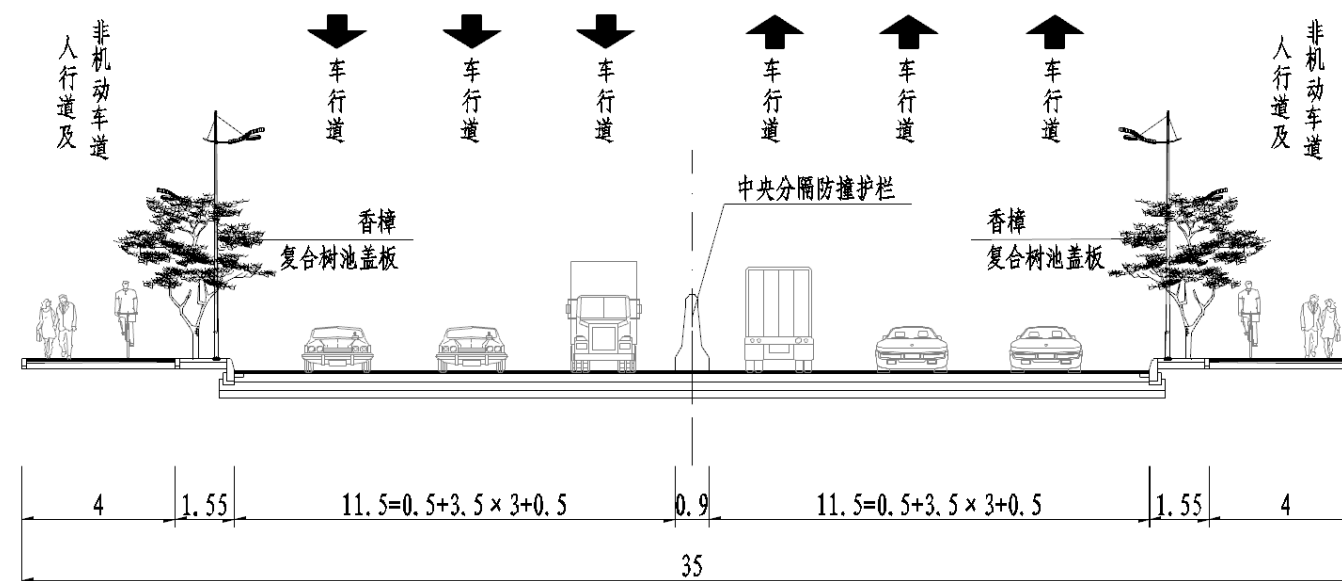 人行道及
非机动车道
车行道
车行道
车行道
车行道
车行道
车行道
人行道及
非机动车道
中央分隔防撞护栏
香樟
复合树池盖板
香樟
复合树池盖板
4
1.55
11.5=0.5+3.5×3+0.5
0.9
11.5=0.5+3.5×3+0.5
1.55
4
35